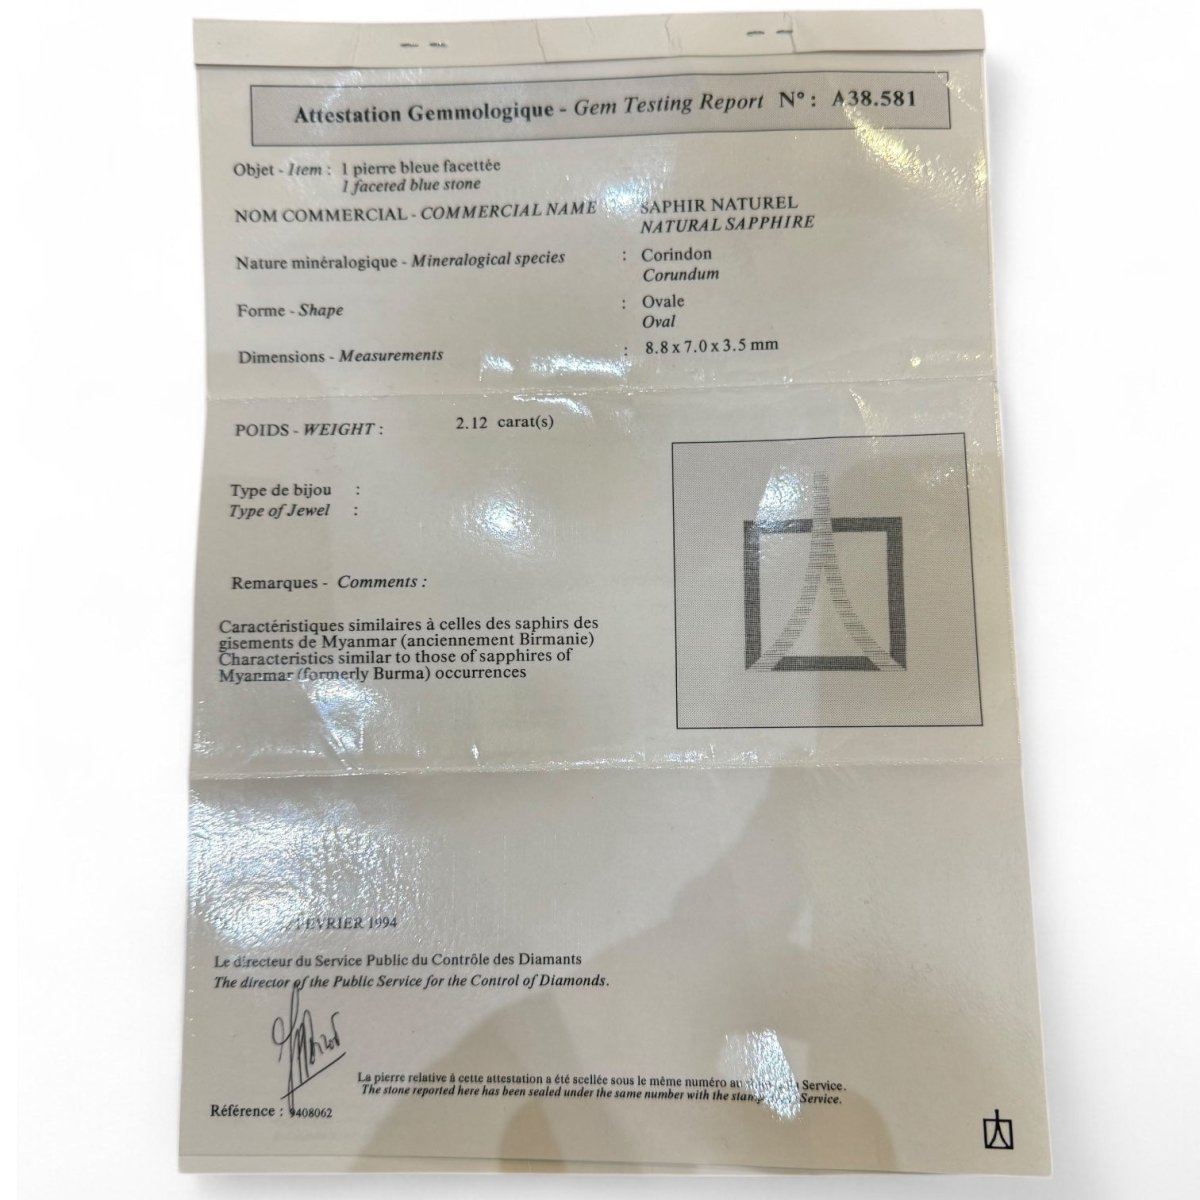 Attestation Gemmologique - Gem Testing Report N° : A38.581
Objet - Item : 1 pierre bleue facettée
1 faceted blue stone
NOM COMMERCIAL - COMMERCIAL NAME SAPHIR NATUREL
NATURAL SAPPHIRE
Nature minéralogique - Mineralogical species : Corindon
Corundum
Forme - Shape : Ovale
Oval
Dimensions - Measurements : 8.8 x 7.0 x 3.5 mm
POIDS - WEIGHT : 2.12 carat(s)
Type de bijou :
Type of Jewel :
Remarques - Comments :
Caractéristiques similaires à celles des saphirs des
gisements de Myanmar (anciennement Birmanie)
Characteristics similar to those of sapphires of
Myanmar (formerly Burma) occurrences
FEVRIER 1994
Le directeur du Service Public du Contrôle des Diamants
The director of the Public Service for the Control of Diamonds.
La pierre relative à cette attestation a été scellée sous le même numéro au Service.
The stone reported here has been sealed under the same number with the Service.
Référence : 9408062